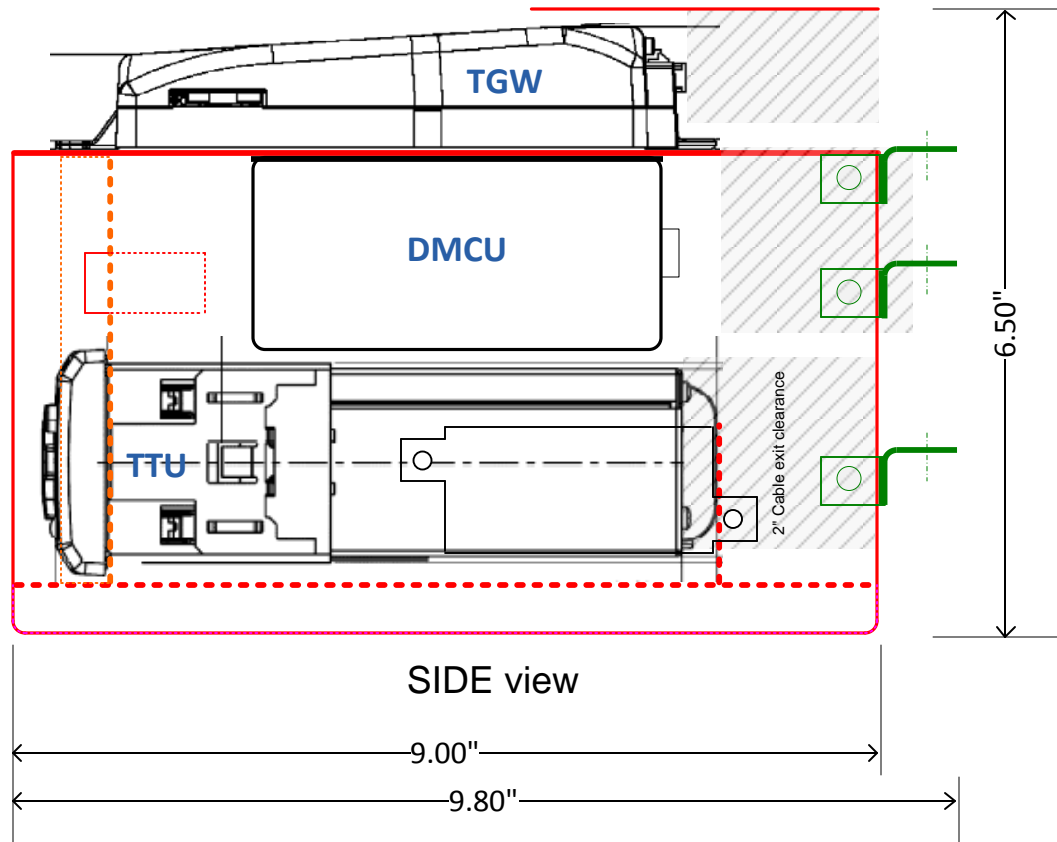 TGW
DMCU
6.50"
TTU
2" Cable exit clearance
SIDE view
9.00"
9.80"